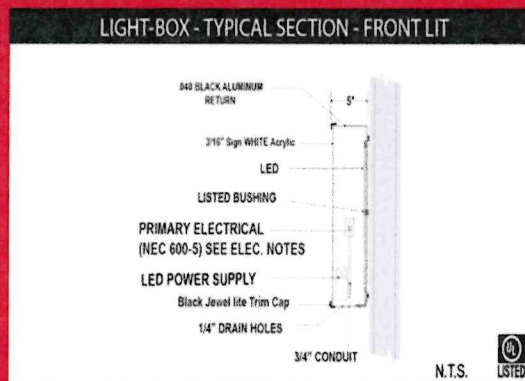 LIGHT-BOX - TYPICAL SECTION - FRONT LIT
.040 BLACK ALUMINUM
RETURN
5"
3/16" Sign WHITE Acrylic
LED
LISTED BUSHING
PRIMARY ELECTRICAL
(NEC 600-5) SEE ELEC. NOTES
LED POWER SUPPLY
Black Jewel lite Trim Cap
1/4" DRAIN HOLES
3/4" CONDUIT
N.T.S.
UL
LISTED